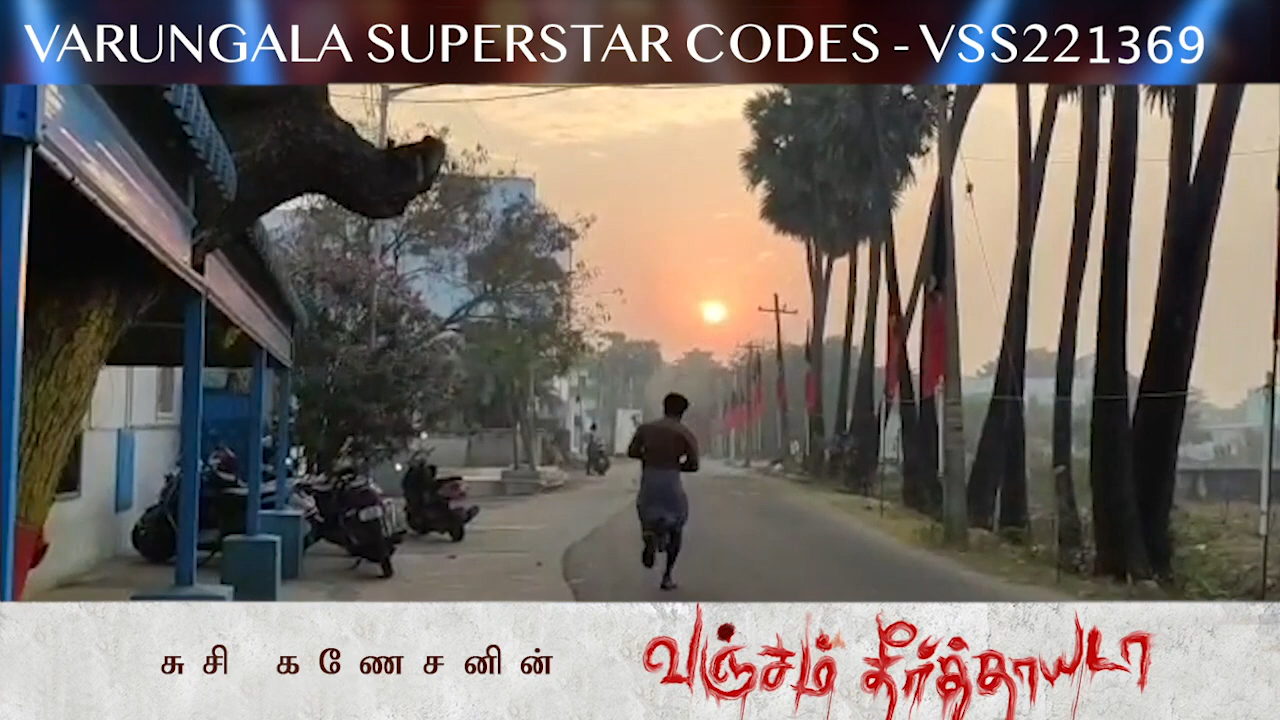 VARUNGALA SUPERSTAR CODES - VSS221369
சுசி கணேசனின் வஞ்சம் தீர்த்தாயடா